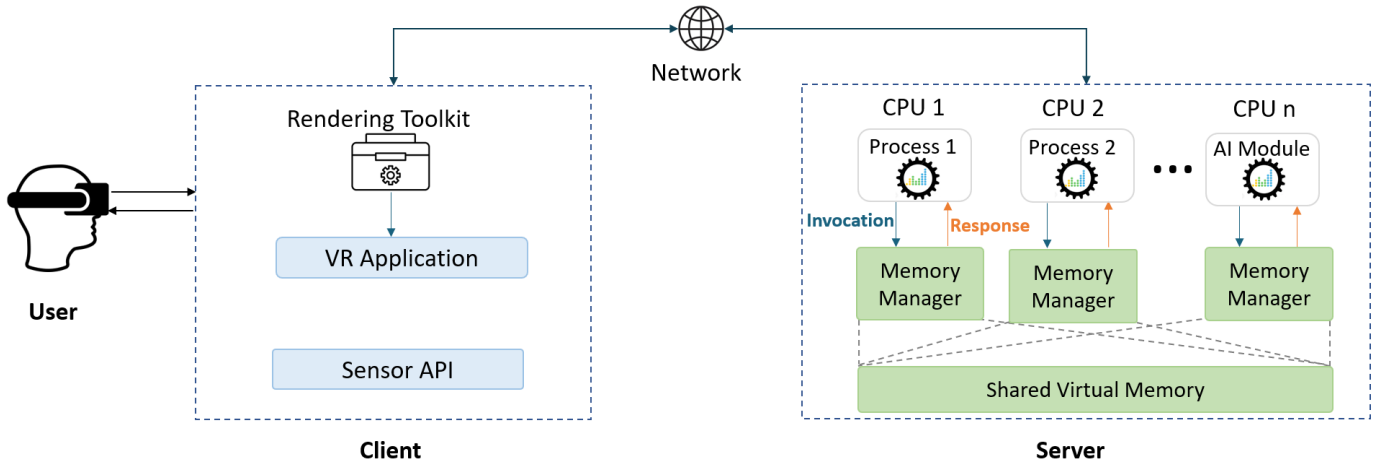 Network
Rendering Toolkit
VR Application
Sensor API
User
Client
CPU 1
CPU 2
CPU n
Process 1
Process 2
AI Module
Invocation
Response
Memory
Manager
Memory
Manager
Memory
Manager
Shared Virtual Memory
Server